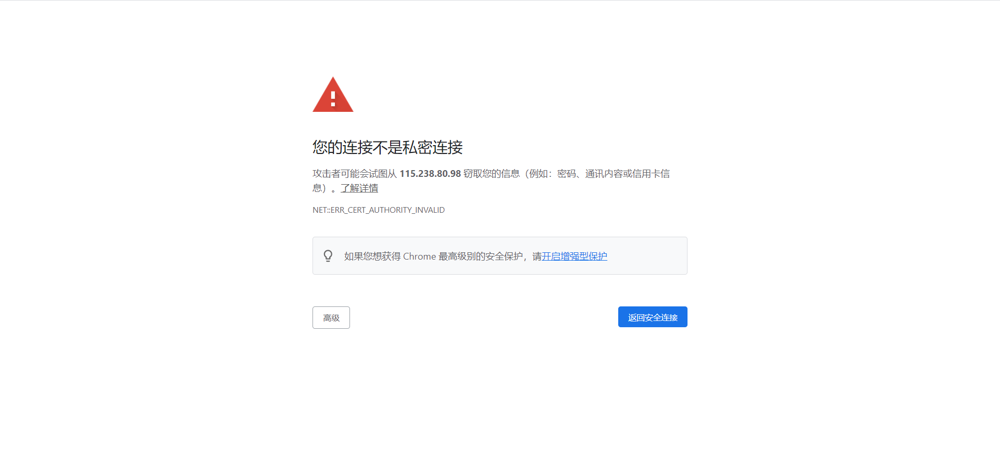 您的连接不是私密连接
攻击者可能会试图从 115.238.80.98 窃取您的信息（例如：密码、通讯内容或信用卡信
息）。了解详情
NET::ERR_CERT_AUTHORITY_INVALID
如果您想获得 Chrome 最高级别的安全保护，请开启增强型保护
高级
返回安全连接